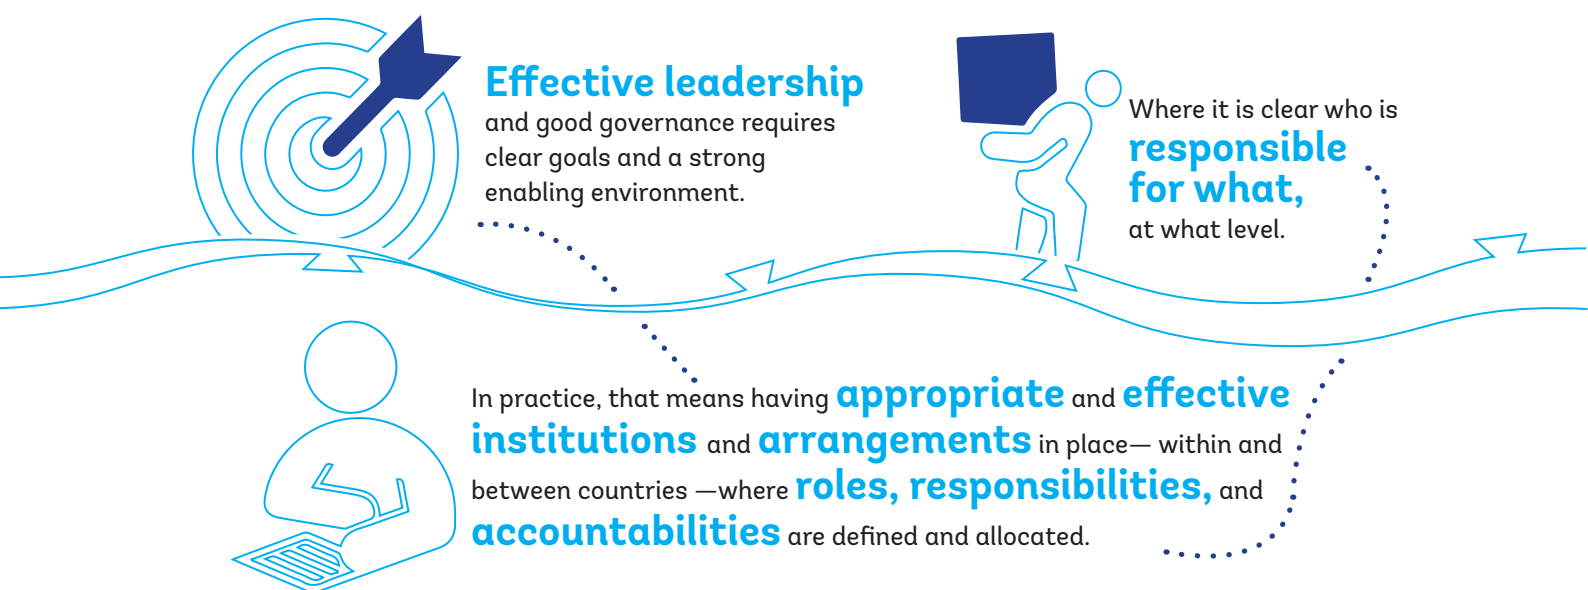 Effective leadership
and good governance requires
clear goals and a strong
enabling environment.
In practice, that means having appropriate and effective
institutions and arrangements in place— within and
between countries —where roles, responsibilities, and
accountabilities are defined and allocated.
Where it is clear who is
responsible
for what,
at what level.